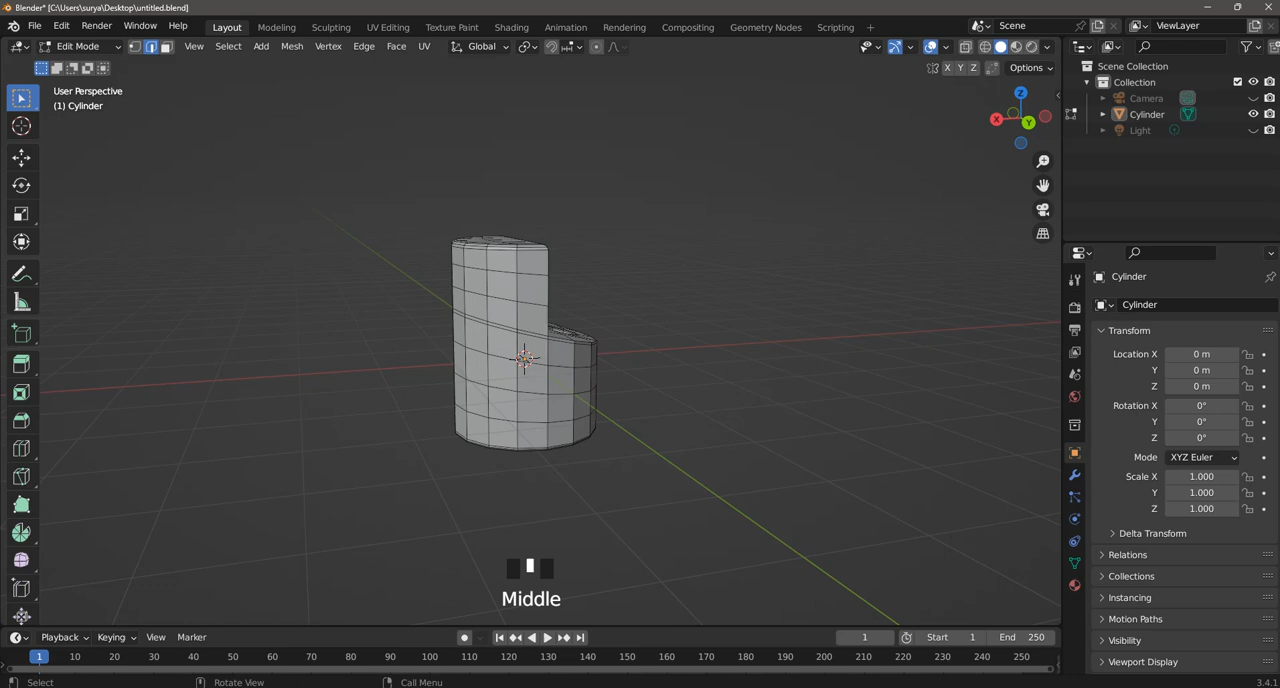 Blender* [C:\Users\surya\Desktop\untitled.blend]
File Edit Render Window Help Layout Modeling Sculpting UV Editing Texture Paint Shading Animation Rendering Compositing Geometry Nodes Scripting + Scene ViewLayer
Edit Mode View Select Add Mesh Vertex Edge Face UV Global
X Y Z Options
User Perspective
(1) Cylinder
Z
X
Y
Scene Collection
Collection
Camera
Cylinder
Light
Cylinder
Cylinder
Transform
Location X 0 m
Y 0 m
Z 0 m
Rotation X 0°
Y 0°
Z 0°
Mode XYZ Euler
Scale X 1.000
Y 1.000
Z 1.000
Delta Transform
Relations
Collections
Instancing
Motion Paths
Visibility
Viewport Display
Middle
Playback Keying View Marker 1 Start 1 End 250
1 10 20 30 40 50 60 70 80 90 100 110 120 130 140 150 160 170 180 190 200 210 220 230 240 250
Select Rotate View Call Menu 3.4.1